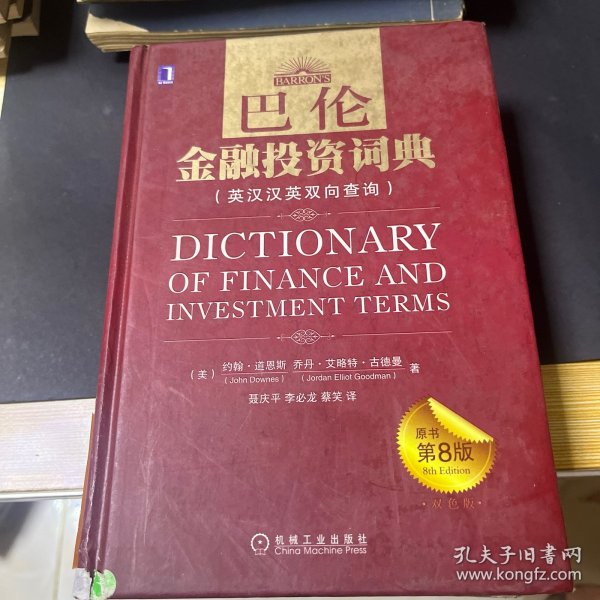 BARRON'S
巴伦
金融投资词典
(英汉汉英双向查询)
DICTIONARY
OF FINANCE AND
INVESTMENT TERMS
(美) 约翰·道恩斯 乔丹·艾略特·古德曼 著
(John Downes) (Jordan Elliot Goodman)
聂庆平 李必龙 蔡笑 译
原书
第8版
8th Edition
·双色版·
机械工业出版社
China Machine Press
孔夫子旧书网
www.kongfz.com